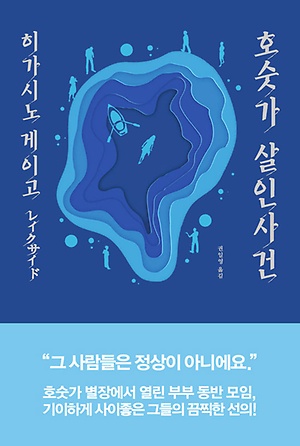 호숫가 살인사건
히가시노 게이고
レイクサイド
권일영 옮김
“그 사람들은 정상이 아니에요.”
호숫가 별장에서 열린 부부 동반 모임,
기이하게 사이좋은 그들의 끔찍한 선의!